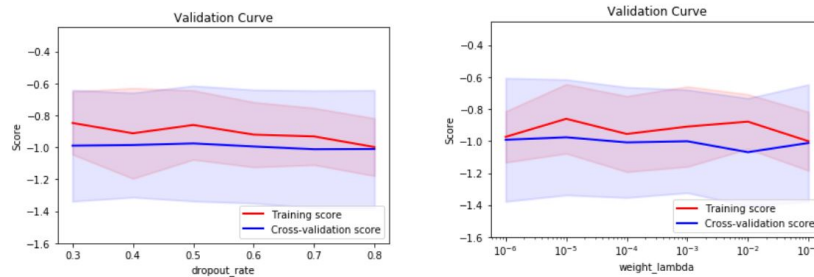 Validation Curve
Score
−0.4
−0.6
−0.8
−1.0
−1.2
−1.4
−1.6
0.3 0.4 0.5 0.6 0.7 0.8
dropout_rate
Training score
Cross-validation score
Validation Curve
Score
−0.4
−0.6
−0.8
−1.0
−1.2
−1.4
−1.6
10⁻⁶ 10⁻⁵ 10⁻⁴ 10⁻³ 10⁻²
weight_lambda
Training score
Cross-validation score